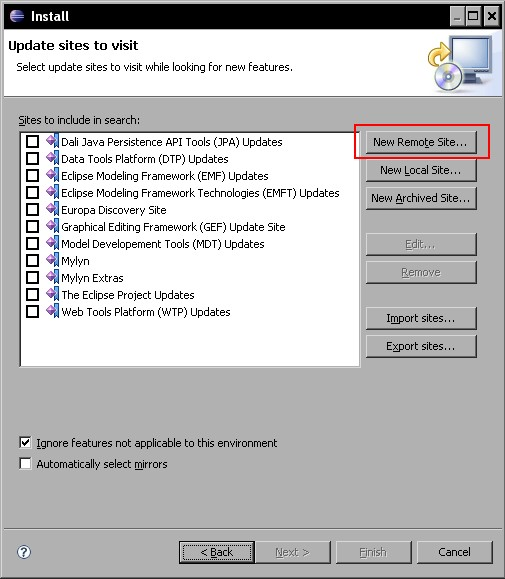 Install
Update sites to visit
Select update sites to visit while looking for new features.
Sites to include in search:
Dali Java Persistence API Tools (JPA) Updates
Data Tools Platform (DTP) Updates
Eclipse Modeling Framework (EMF) Updates
Eclipse Modeling Framework Technologies (EMFT) Updates
Europa Discovery Site
Graphical Editing Framework (GEF) Update Site
Model Developement Tools (MDT) Updates
Mylyn
Mylyn Extras
The Eclipse Project Updates
Web Tools Platform (WTP) Updates
New Remote Site...
New Local Site...
New Archived Site...
Edit...
Remove
Import sites...
Export sites...
Ignore features not applicable to this environment
Automatically select mirrors
?
< Back
Next >
Finish
Cancel